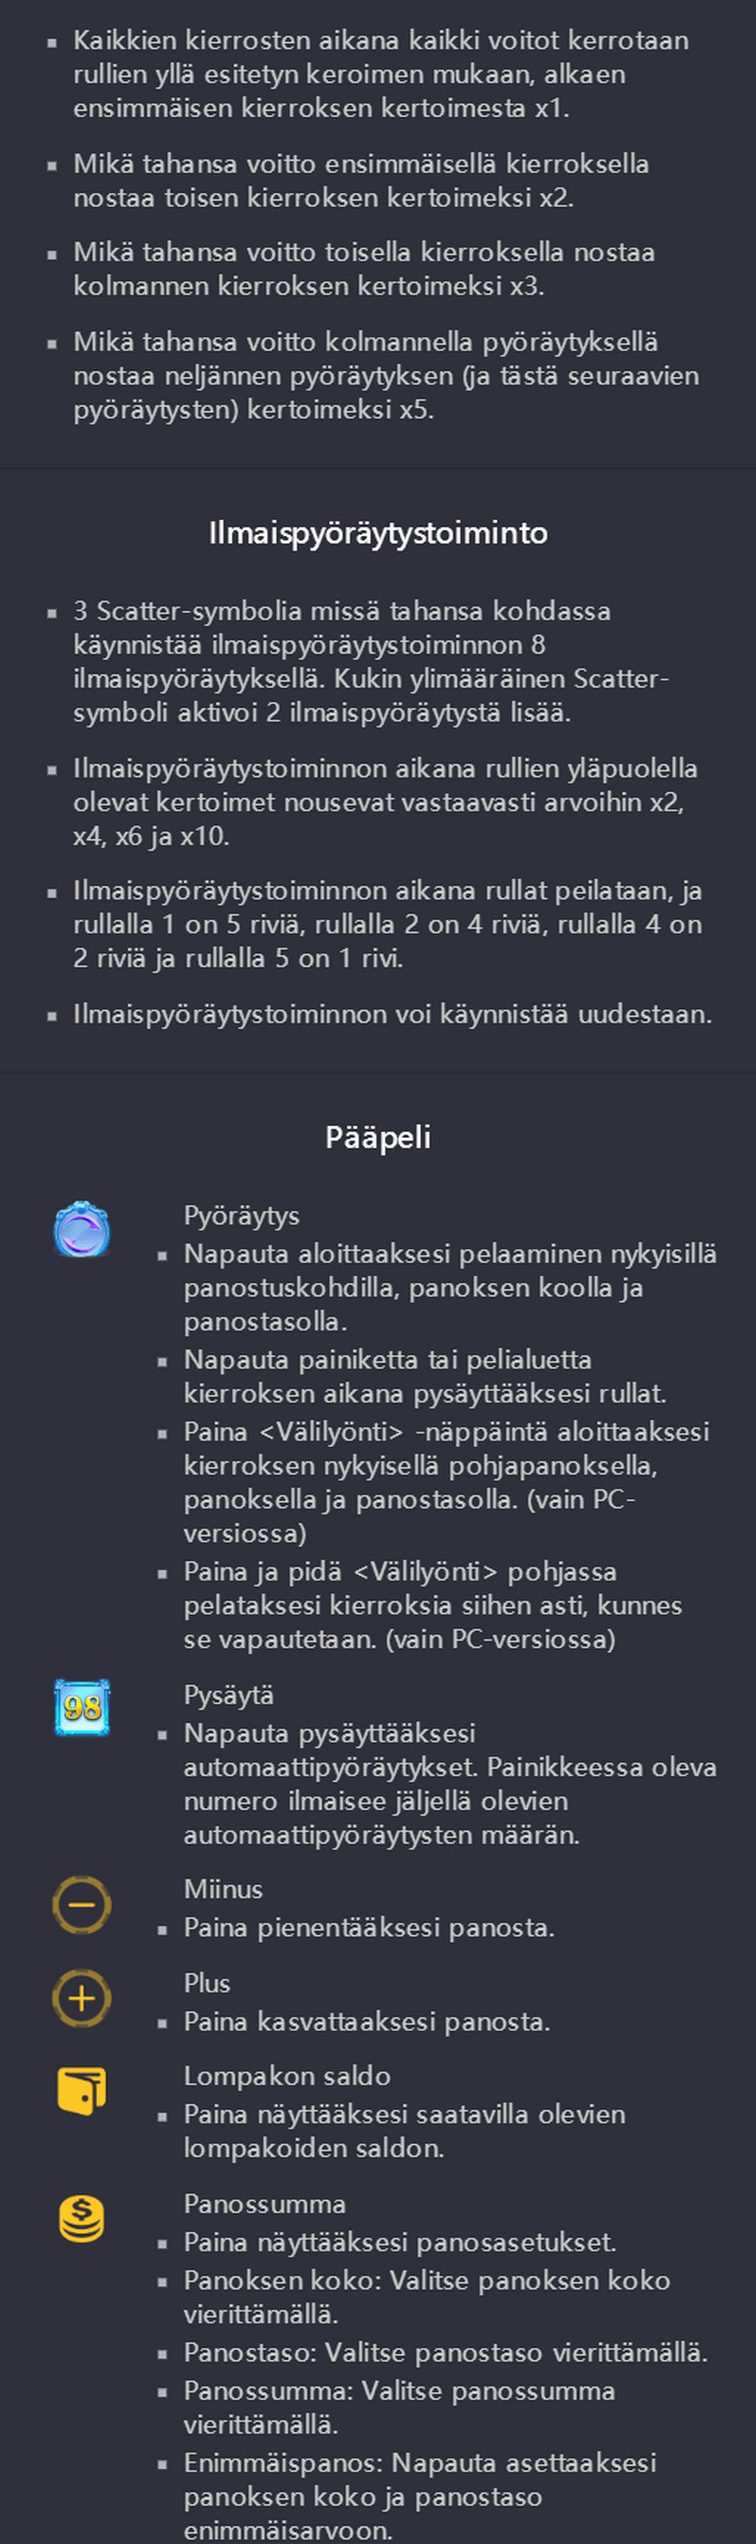 Kaikkien kierrosten aikana kaikki voitot kerrotaan
rullien yllä esitetyn keroimen mukaan, alkaen
ensimmäisen kierroksen kertoimesta x1.
Mikä tahansa voitto ensimmäisellä kierroksella
nostaa toisen kierroksen kertoimeksi x2.
Mikä tahansa voitto toisella kierroksella nostaa
kolmannen kierroksen kertoimeksi x3.
Mikä tahansa voitto kolmannella pyöräytyksellä
nostaa neljännen pyöräytyksen (ja tästä seuraavien
pyöräytysten) kertoimeksi x5.
Ilmaispyöräytystoiminto
3 Scatter-symbolia missä tahansa kohdassa
käynnistää ilmaispyöräytystoiminnon 8
ilmaispyöräytyksellä. Kukin ylimääräinen Scatter-
symboli aktivoi 2 ilmaispyöräytystä lisää.
Ilmaispyöräytystoiminnon aikana rullien yläpuolella
olevat kertoimet nousevat vastaavasti arvoihin x2,
x4, x6 ja x10.
Ilmaispyöräytystoiminnon aikana rullat peilataan, ja
rullalla 1 on 5 riviä, rullalla 2 on 4 riviä, rullalla 4 on
2 riviä ja rullalla 5 on 1 rivi.
Ilmaispyöräytystoiminnon voi käynnistää uudestaan.
Pääpeli
Pyöräytys
Napauta aloittaaksesi pelaaminen nykyisillä
panostuskohdilla, panoksen koolla ja
panostasolla.
Napauta painiketta tai pelialuetta
kierroksen aikana pysäyttääksesi rullat.
Paina <Välilyönti> -näppäintä aloittaaksesi
kierroksen nykyisellä pohjapanoksella,
panoksella ja panostasolla. (vain PC-
versiossa)
Paina ja pidä <Välilyönti> pohjassa
pelataksesi kierroksia siihen asti, kunnes
se vapautetaan. (vain PC-versiossa)
98
Pysäytä
Napauta pysäyttääksesi
automaattipyöräytykset. Painikkeessa oleva
numero ilmaisee jäljellä olevien
automaattipyöräytysten määrän.
Miinus
Paina pienentääksesi panosta.
Plus
Paina kasvattaaksesi panosta.
Lompakon saldo
Paina näyttääksesi saatavilla olevien
lompakoiden saldon.
Panossumma
Paina näyttääksesi panosasetukset.
Panoksen koko: Valitse panoksen koko
vierittämällä.
Panostaso: Valitse panostaso vierittämällä.
Panossumma: Valitse panossumma
vierittämällä.
Enimmäispanos: Napauta asettaaksesi
panoksen koko ja panostaso
enimmäisarvoon.